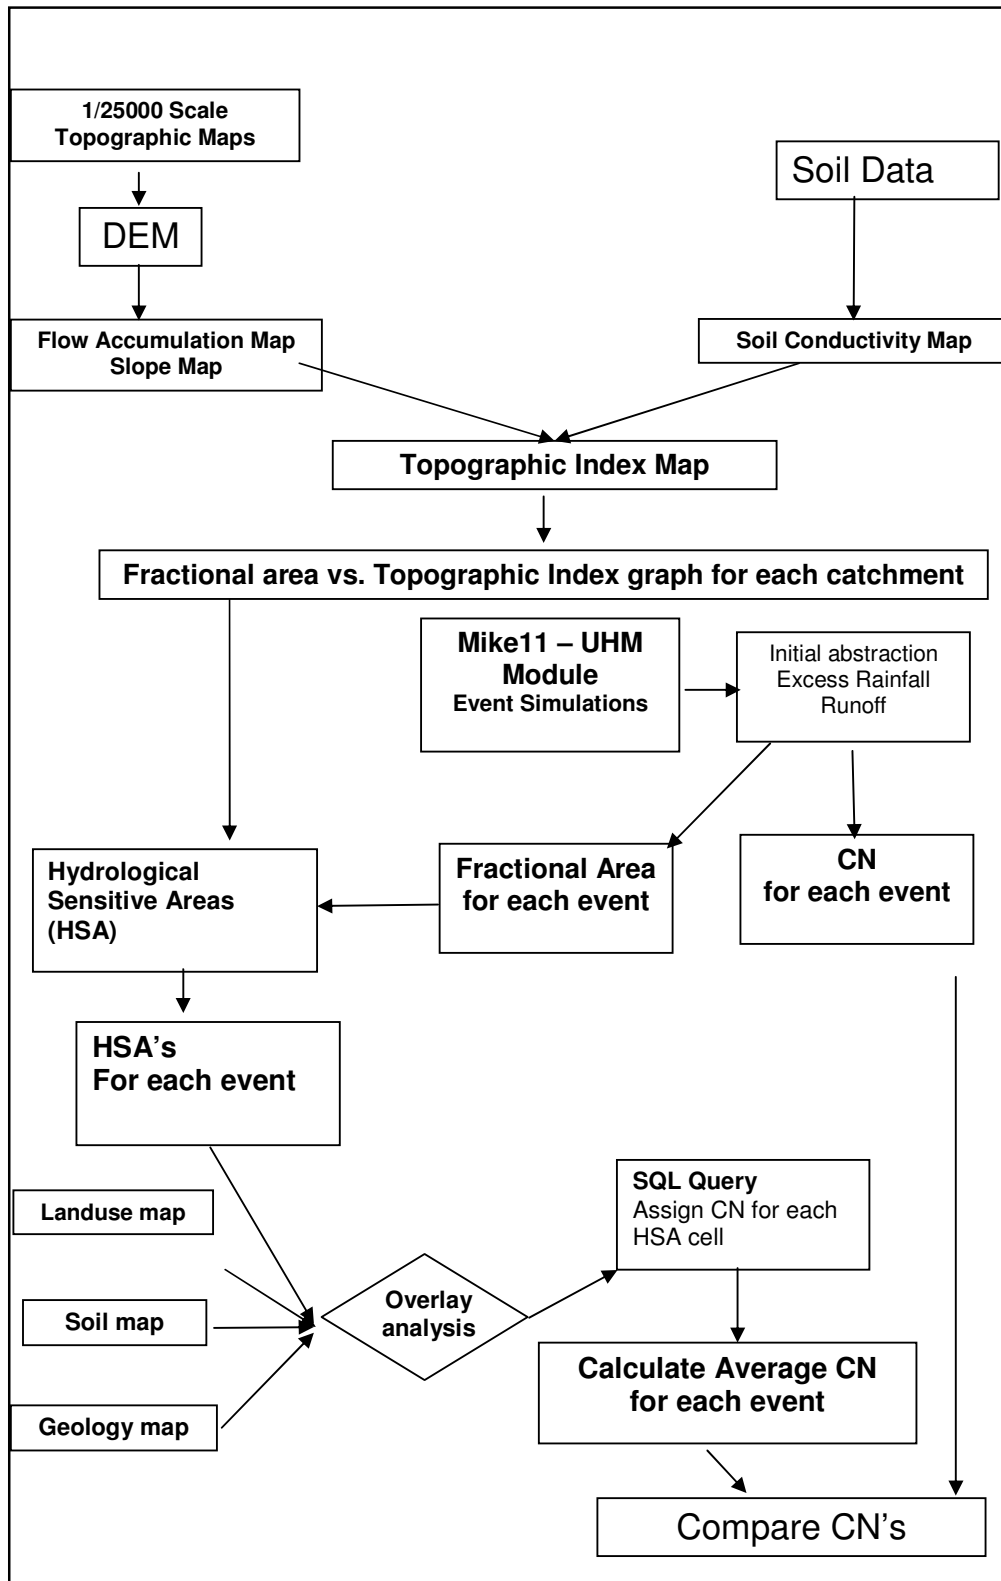 1/25000 Scale
Topographic Maps
Soil Data
DEM
Flow Accumulation Map
Slope Map
Soil Conductivity Map
Topographic Index Map
Fractional area vs. Topographic Index graph for each catchment
Mike11 – UHM
Module
Event Simulations
Initial abstraction
Excess Rainfall
Runoff
Hydrological
Sensitive Areas
(HSA)
Fractional Area
for each event
CN
for each event
HSA's
For each event
Landuse map
Soil map
Geology map
Overlay
analysis
SQL Query
Assign CN for each
HSA cell
Calculate Average CN
for each event
Compare CN's